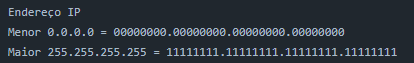 Endereço IP
Menor 0.0.0.0 = 00000000.00000000.00000000.00000000
Maior 255.255.255.255 = 11111111.11111111.11111111.11111111